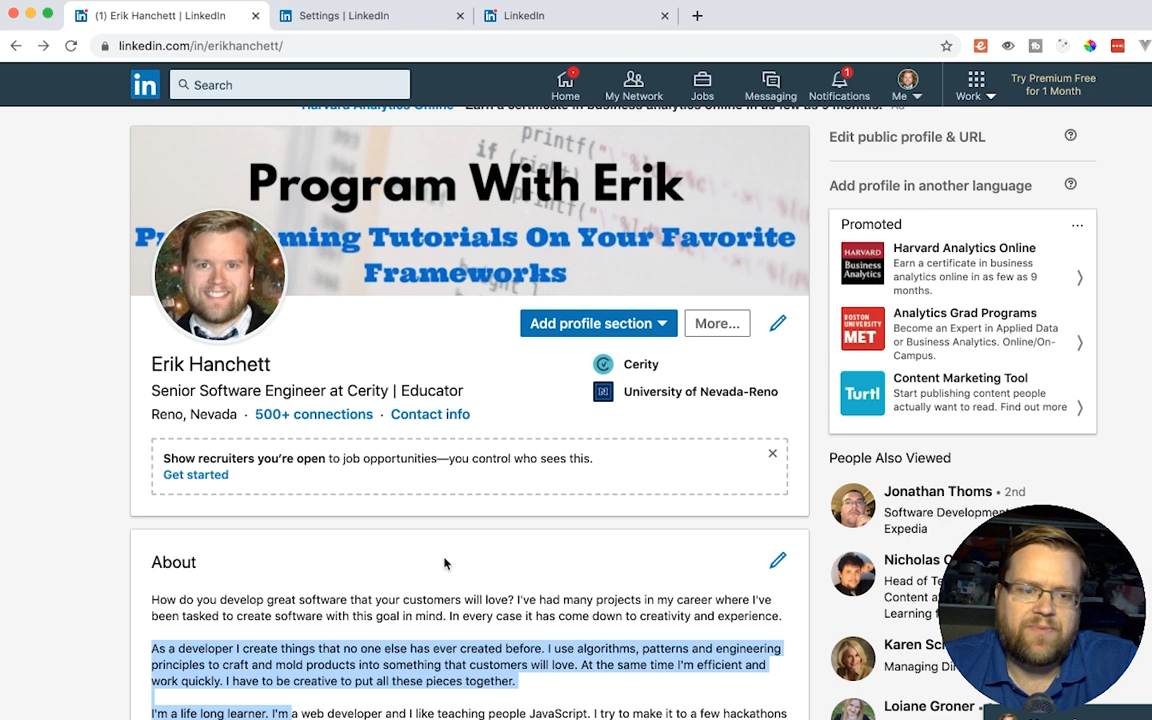 (1) Erik Hanchett | LinkedIn
Settings | LinkedIn
LinkedIn
linkedin.com/in/erikhanchett/
in
Search
Home
My Network
Jobs
Messaging
1
Notifications
Me
Work
Try Premium Free
for 1 Month
Program With Erik
Tutorials On Your Favorite
Frameworks
Add profile section
More...
Erik Hanchett
Senior Software Engineer at Cerity | Educator
Reno, Nevada · 500+ connections · Contact info
Cerity
University of Nevada-Reno
Show recruiters you're open to job opportunities—you control who sees this.
Get started
About
How do you develop great software that your customers will love? I've had many projects in my career where I've
been tasked to create software with this goal in mind. In every case it has come down to creativity and experience.
As a developer I create things that no one else has ever created before. I use algorithms, patterns and engineering
principles to craft and mold products into something that customers will love. At the same time I'm efficient and
work quickly. I have to be creative to put all these pieces together.
I'm a life long learner. I'm a web developer and I like teaching people JavaScript. I try to make it to a few hackathons
Edit public profile & URL
Add profile in another language
Promoted
HARVARD
Business
Analytics
Harvard Analytics Online
Earn a certificate in business
analytics online in as few as 9
months.
BOSTON
UNIVERSITY
MET
Analytics Grad Programs
Become an Expert in Applied Data
or Business Analytics. Online/On-
Campus.
Turtl
Content Marketing Tool
Start publishing content people
actually want to read. Find out more
People Also Viewed
Jonathan Thoms • 2nd
Software
Expedia
Nicholas
Head of
Content
Learning
Karen
Managing
Loiane Groner